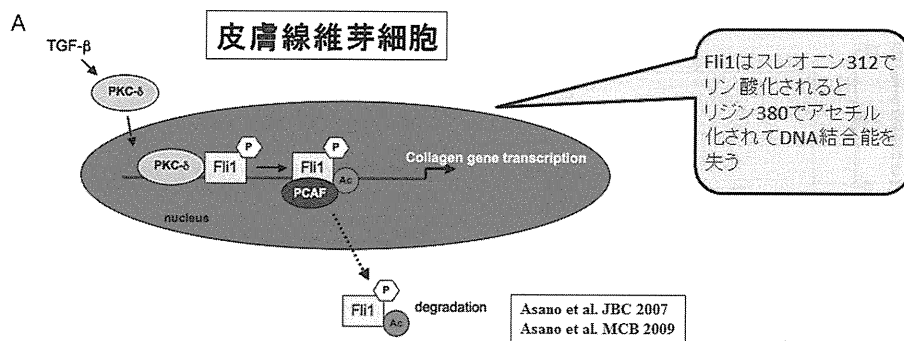 A
皮膚線維芽細胞
TGF-β
PKC-δ
PKC-δ
Fli1
P
Fli1
P
PCAF
Ac
Collagen gene transcription
nucleus
Fli1
P
Ac
degradation
Fli1はスレオニン312で
リン酸化されると
リジン380でアセチル
化されてDNA結合能を
失う
Asano et al. JBC 2007
Asano et al. MCB 2009